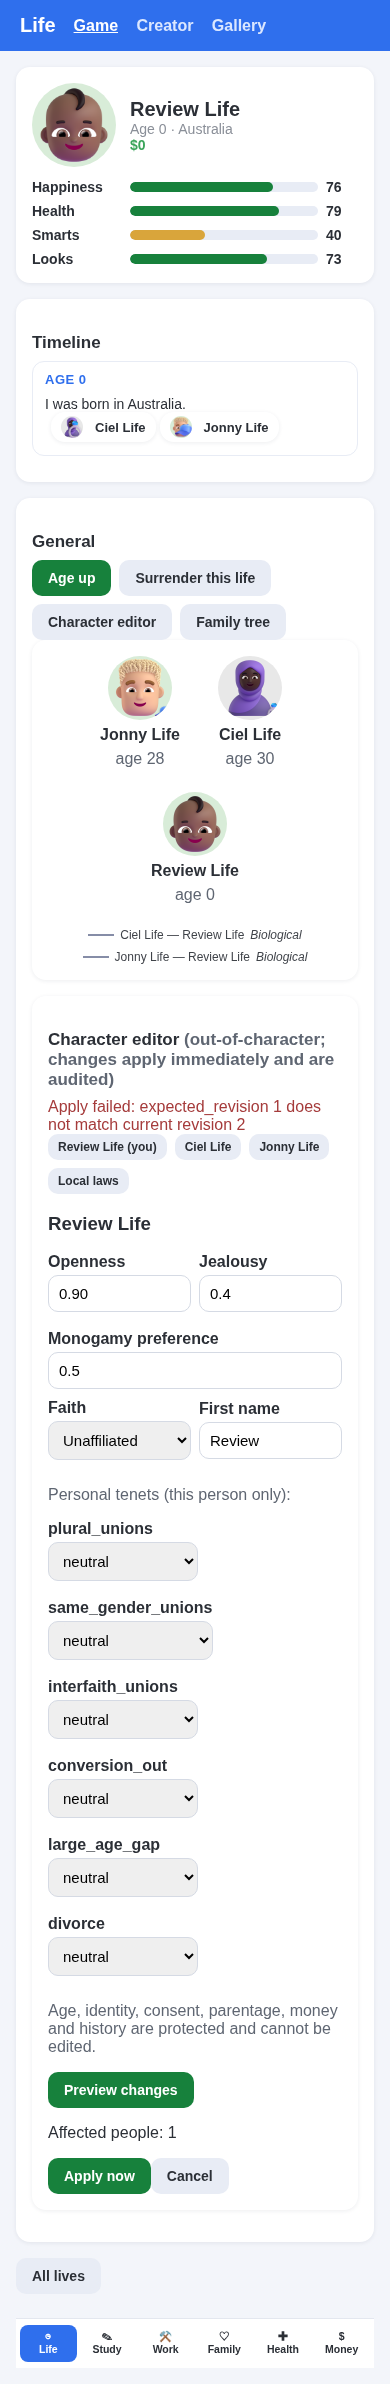 Life Game Creator Gallery
Review Life
Age 0 · Australia
$0
Happiness 76
Health 79
Smarts 40
Looks 73
Timeline
AGE 0
I was born in Australia.
Ciel Life Jonny Life
General
Age up Surrender this life
Character editor Family tree
Jonny Life Ciel Life
age 28 age 30
Review Life
age 0
Ciel Life — Review Life Biological
Jonny Life — Review Life Biological
Character editor (out-of-character;
changes apply immediately and are
audited)
Apply failed: expected_revision 1 does
not match current revision 2
Review Life (you) Ciel Life Jonny Life
Local laws
Review Life
Openness Jealousy
0.90 0.4
Monogamy preference
0.5
Faith First name
Unaffiliated Review
Personal tenets (this person only):
plural_unions
neutral
same_gender_unions
neutral
interfaith_unions
neutral
conversion_out
neutral
large_age_gap
neutral
divorce
neutral
Age, identity, consent, parentage, money
and history are protected and cannot be
edited.
Preview changes
Affected people: 1
Apply now Cancel
All lives
Life Study Work Family Health $ Money